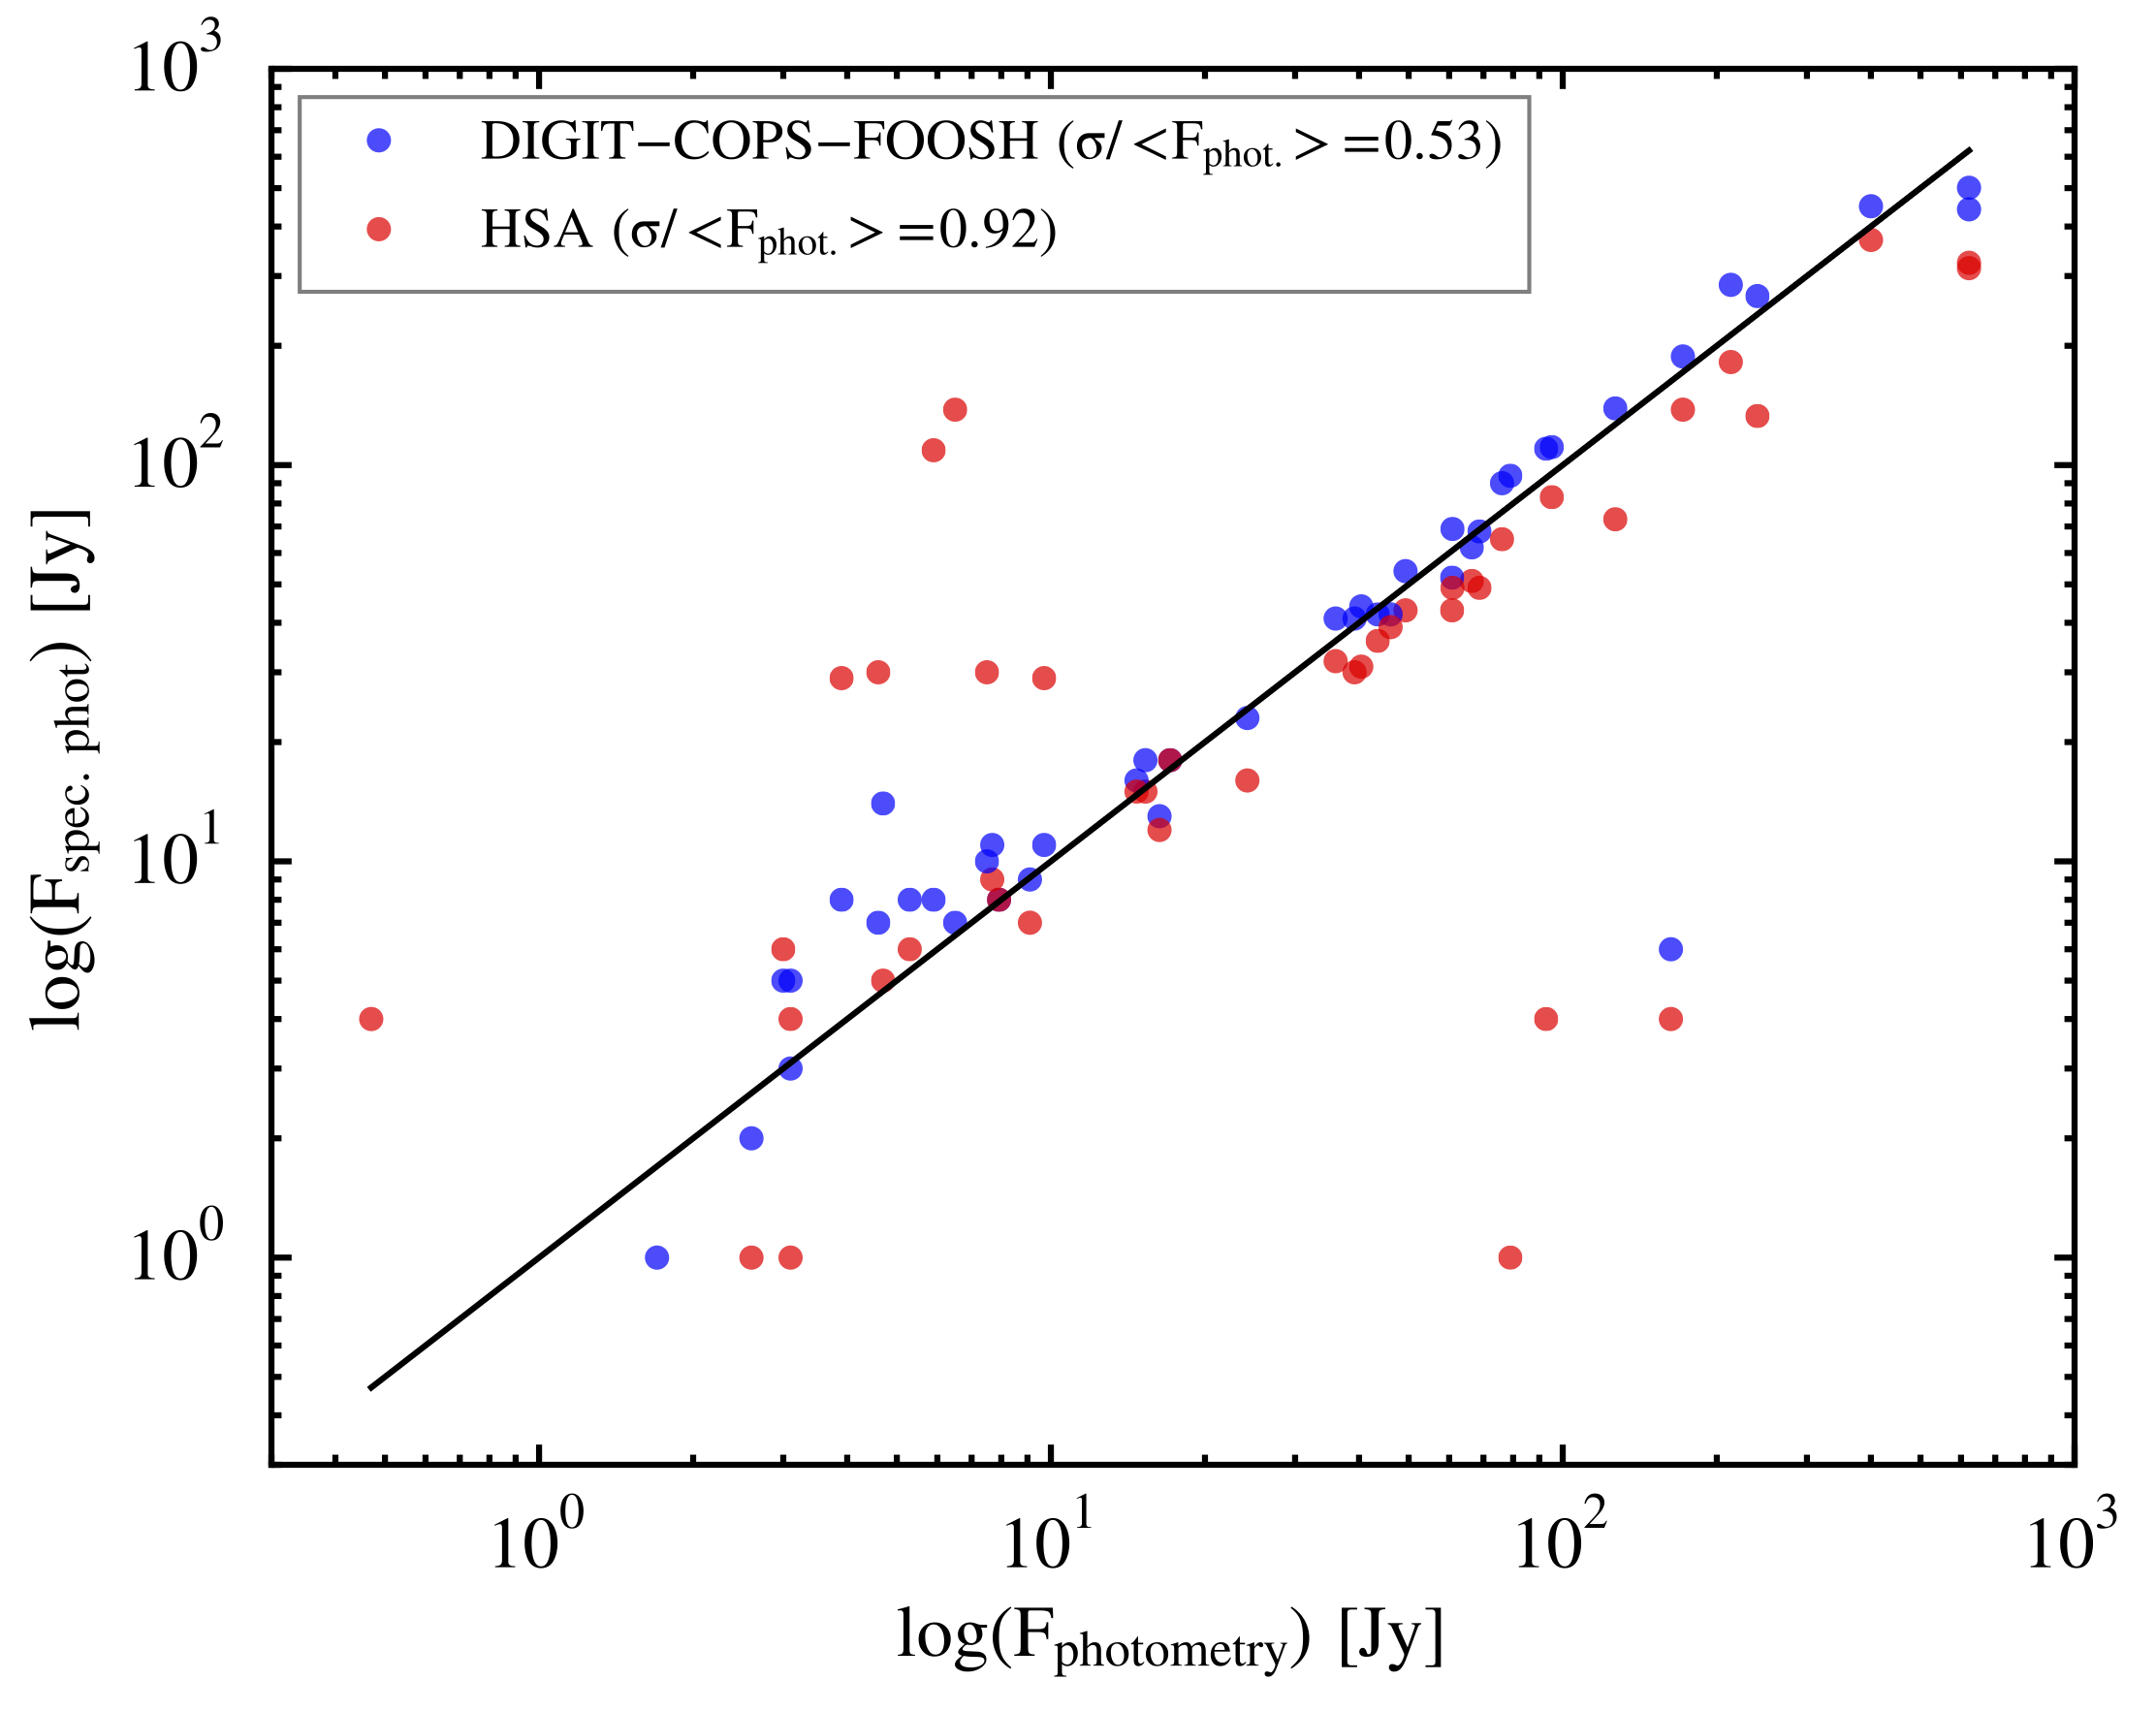 10³
DIGIT−COPS−FOOSH (σ/<Fphot.>=0.53)
HSA (σ/<Fphot.>=0.92)
10²
10¹
10⁰
log(Fspec. phot) [Jy]
10⁰ 10¹ 10² 10³
log(Fphotometry) [Jy]